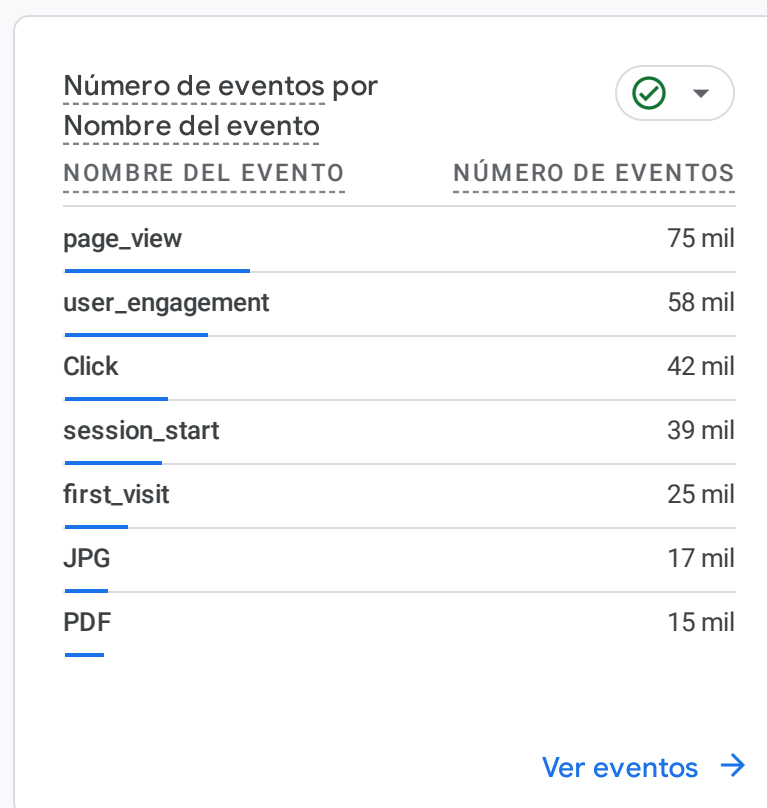 Número de eventos por
Nombre del evento
NOMBRE DEL EVENTO NÚMERO DE EVENTOS
page_view 75 mil
user_engagement 58 mil
Click 42 mil
session_start 39 mil
first_visit 25 mil
JPG 17 mil
PDF 15 mil
Ver eventos